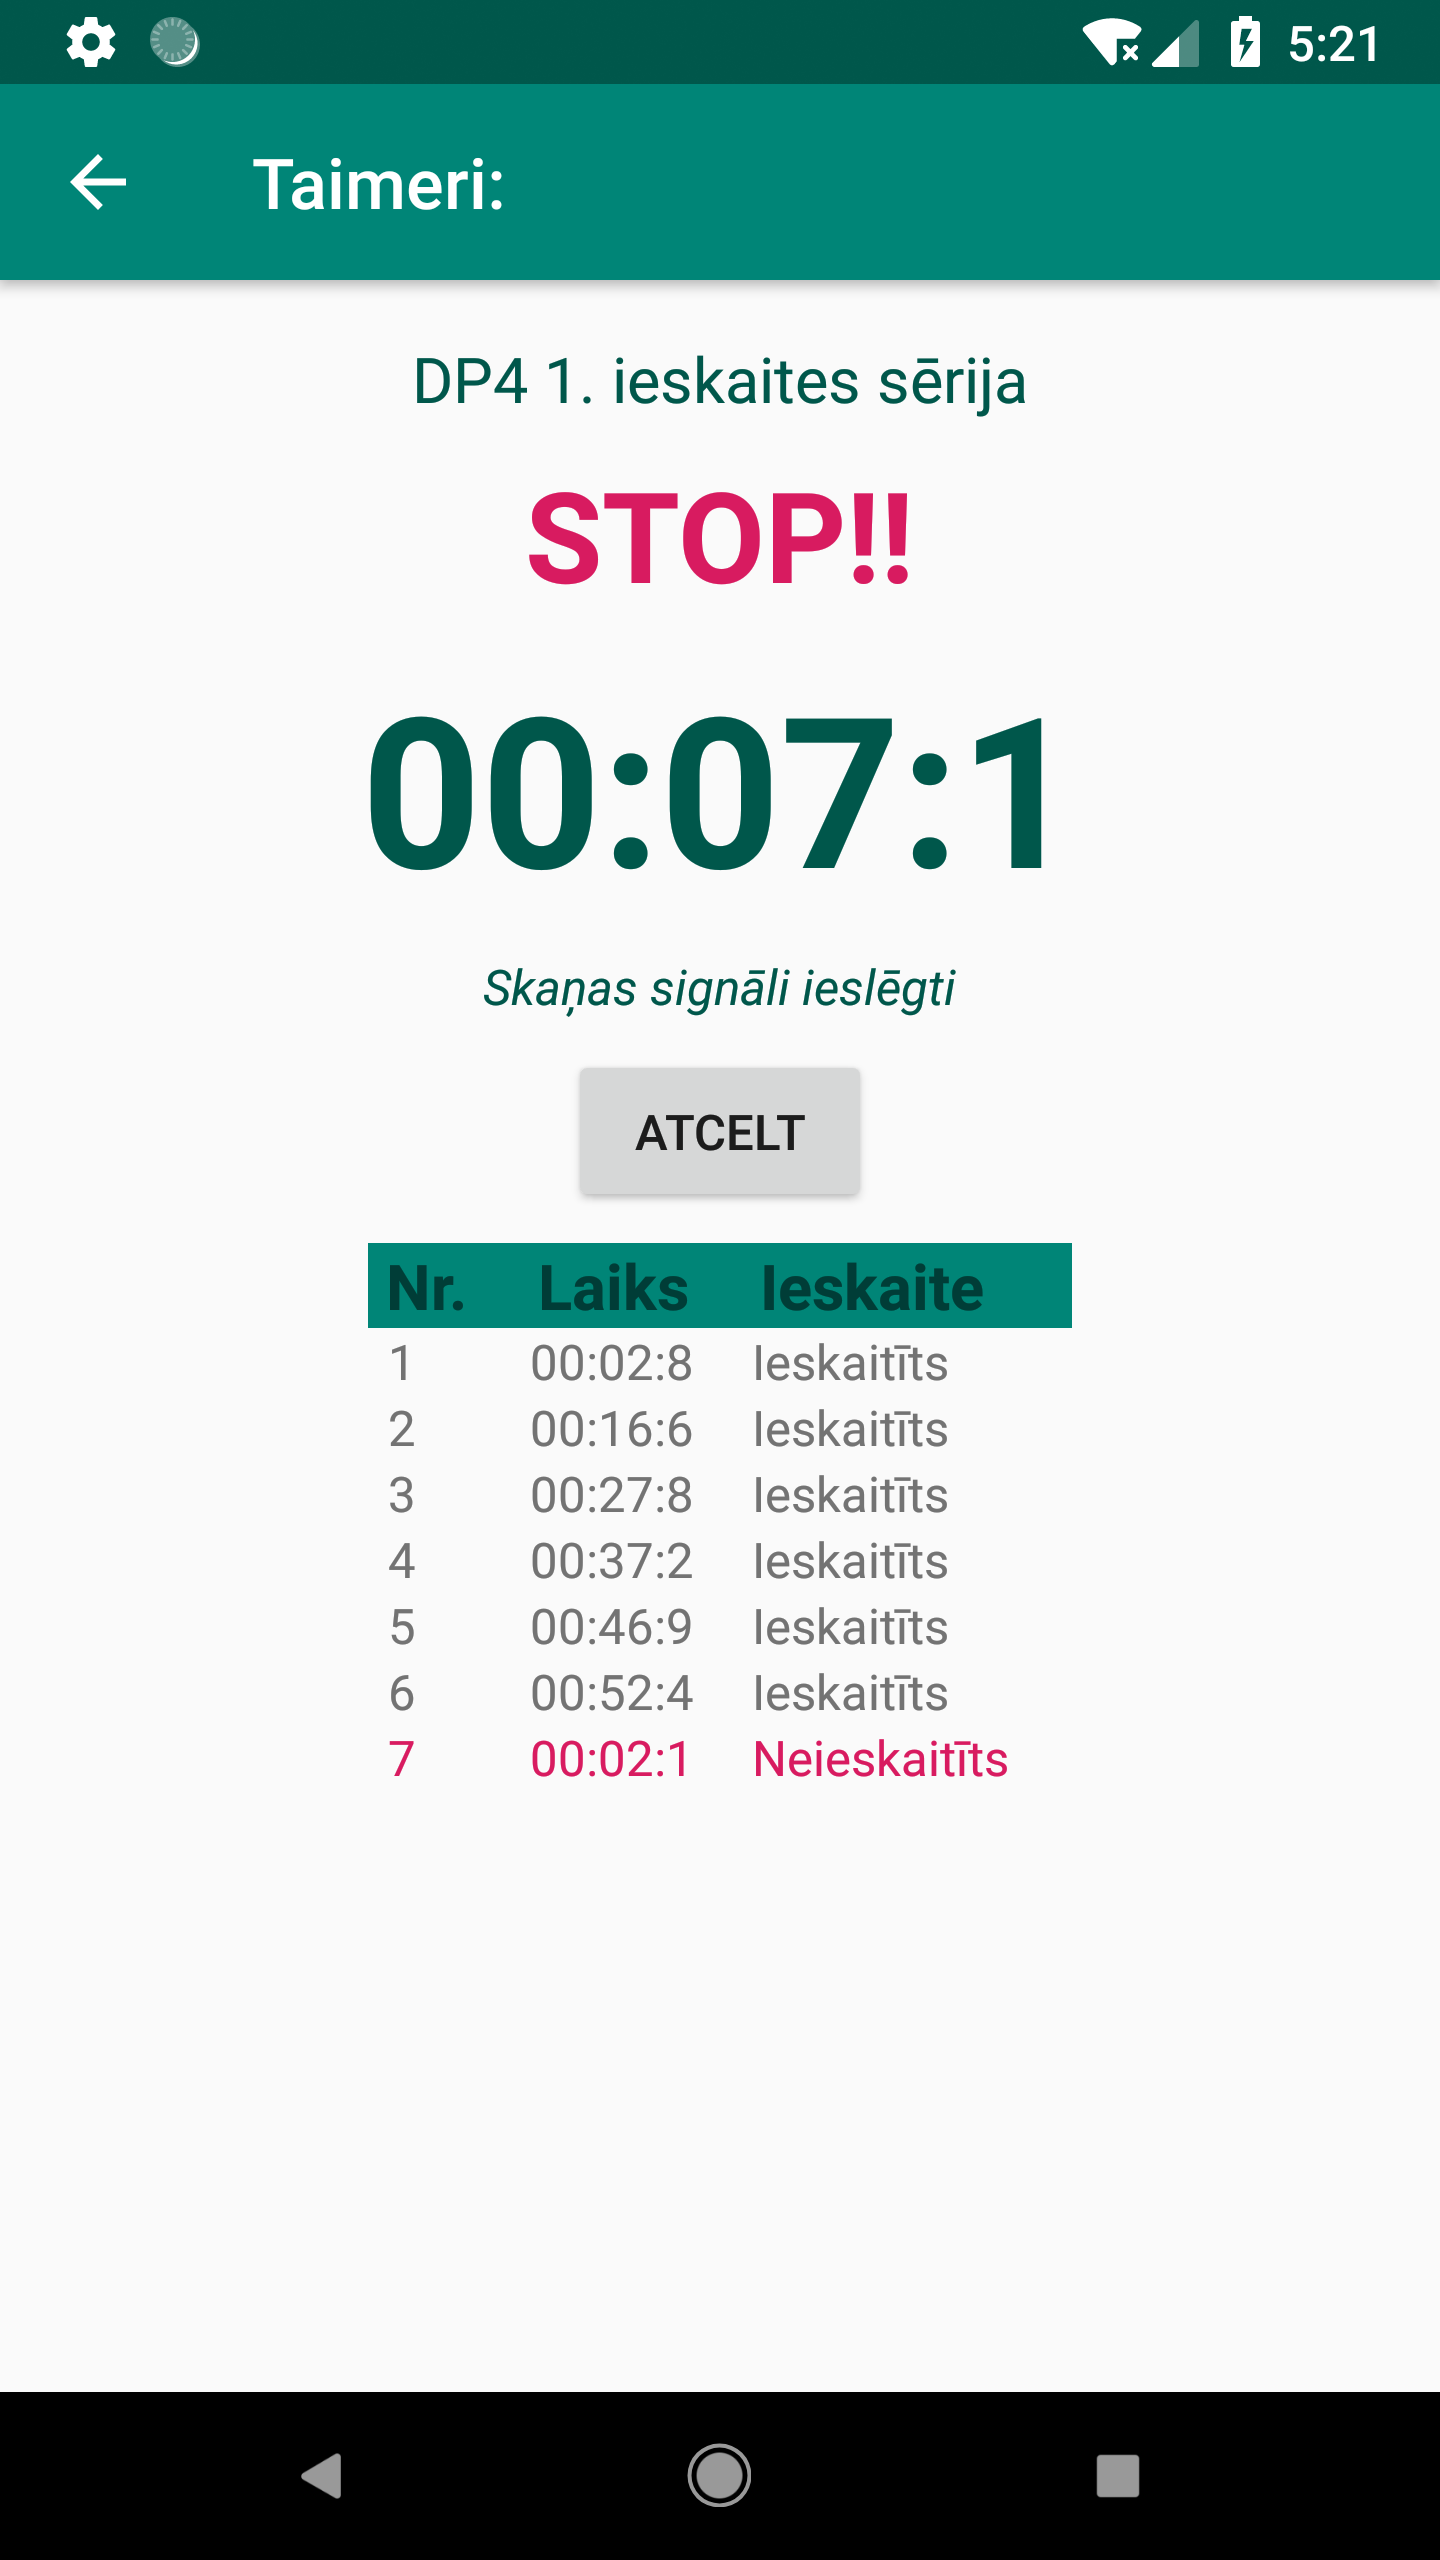 5:21
Taimeri:
DP4 1. ieskaites sērija
STOP!!
00:07:1
Skaņas signāli ieslēgti
ATCELT
Nr. Laiks Ieskaite
1 00:02:8 Ieskaitīts
2 00:16:6 Ieskaitīts
3 00:27:8 Ieskaitīts
4 00:37:2 Ieskaitīts
5 00:46:9 Ieskaitīts
6 00:52:4 Ieskaitīts
7 00:02:1 Neieskaitīts